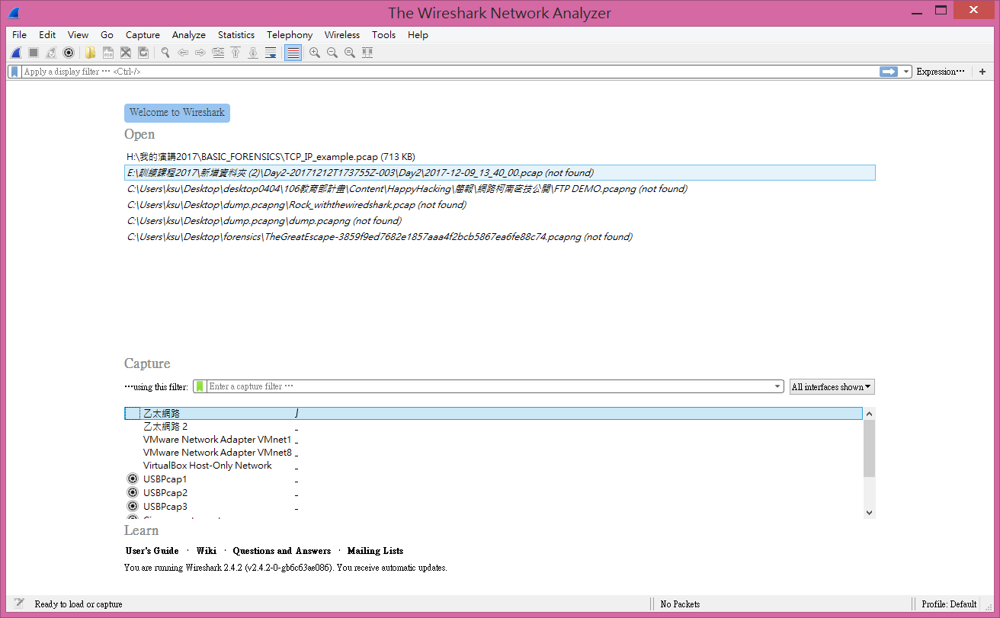 The Wireshark Network Analyzer
File Edit View Go Capture Analyze Statistics Telephony Wireless Tools Help
Apply a display filter ··· <Ctrl-/> Expression··· +
Welcome to Wireshark
Open
H:\我的演講2017\BASIC_FORENSICS\TCP_IP_example.pcap (713 KB)
E:\訓練課程2017\新增資料夾 (2)\Day2-20171212T173755Z-003\Day2\2017-12-09_13_40_00.pcap (not found)
C:\Users\ksu\Desktop\desktop0404\106教育部計畫\Content\HappyHacking\簡報\網路柯南密技公開\FTP DEMO.pcapng (not found)
C:\Users\ksu\Desktop\dump.pcapng\Rock_withthewiredshark.pcap (not found)
C:\Users\ksu\Desktop\dump.pcapng\dump.pcapng (not found)
C:\Users\ksu\Desktop\forensics\TheGreatEscape-3859f9ed7682e1857aaa4f2bcb5867ea6fe88c74.pcapng (not found)
Capture
···using this filter: Enter a capture filter ··· All interfaces shown
乙太網路
乙太網路 2
VMware Network Adapter VMnet1
VMware Network Adapter VMnet8
VirtualBox Host-Only Network
USBPcap1
USBPcap2
USBPcap3
Learn
User's Guide · Wiki · Questions and Answers · Mailing Lists
You are running Wireshark 2.4.2 (v2.4.2-0-gb6c63ae086). You receive automatic updates.
Ready to load or capture No Packets Profile: Default